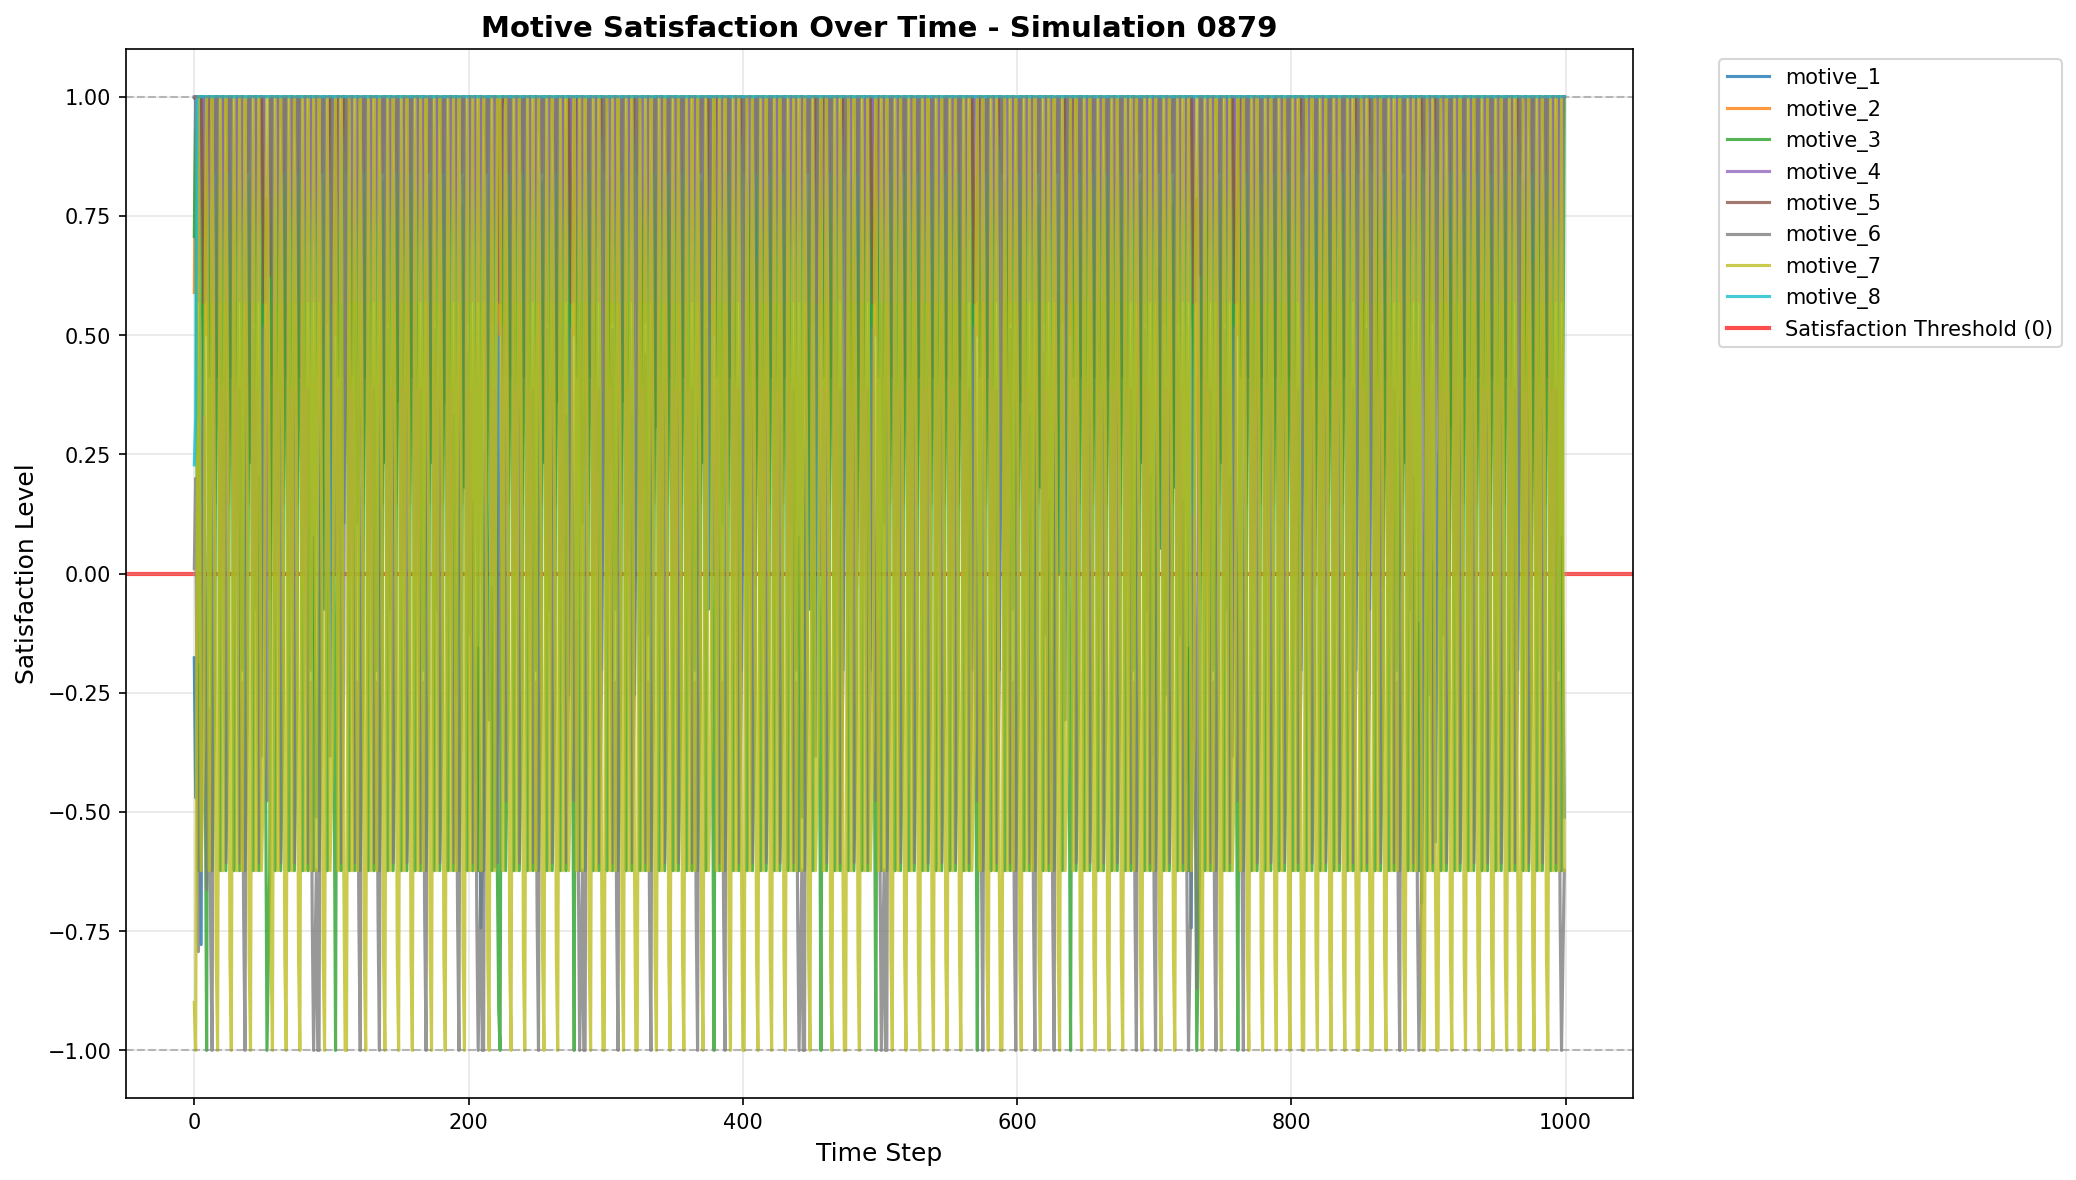 Motive Satisfaction Over Time - Simulation 0879
1.00
0.75
0.50
0.25
0.00
−0.25
−0.50
−0.75
−1.00
Satisfaction Level
0
200
400
600
800
1000
Time Step
motive_1
motive_2
motive_3
motive_4
motive_5
motive_6
motive_7
motive_8
Satisfaction Threshold (0)